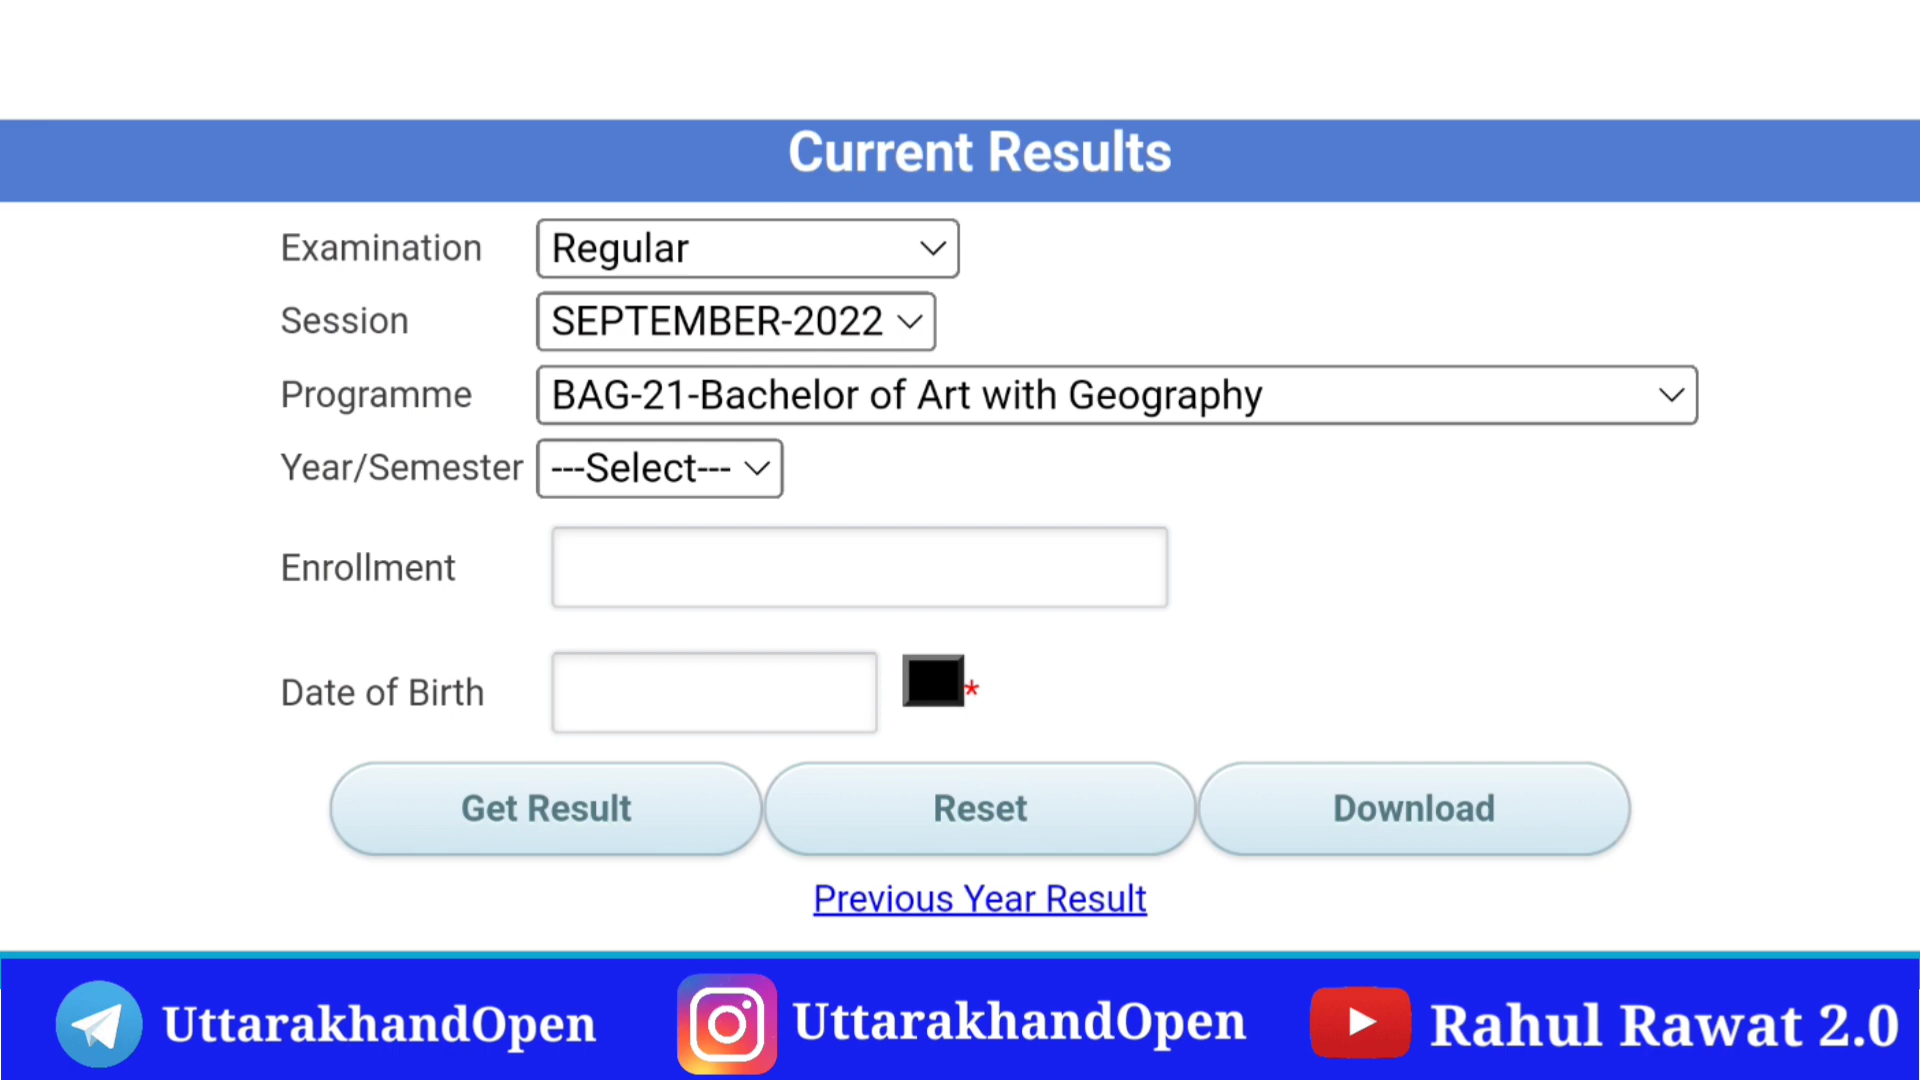 Current Results
Examination Regular
Session SEPTEMBER-2022
Programme BAG-21-Bachelor of Art with Geography
Year/Semester ---Select---
Enrollment
Date of Birth *
Get Result Reset Download
Previous Year Result
UttarakhandOpen UttarakhandOpen Rahul Rawat 2.0